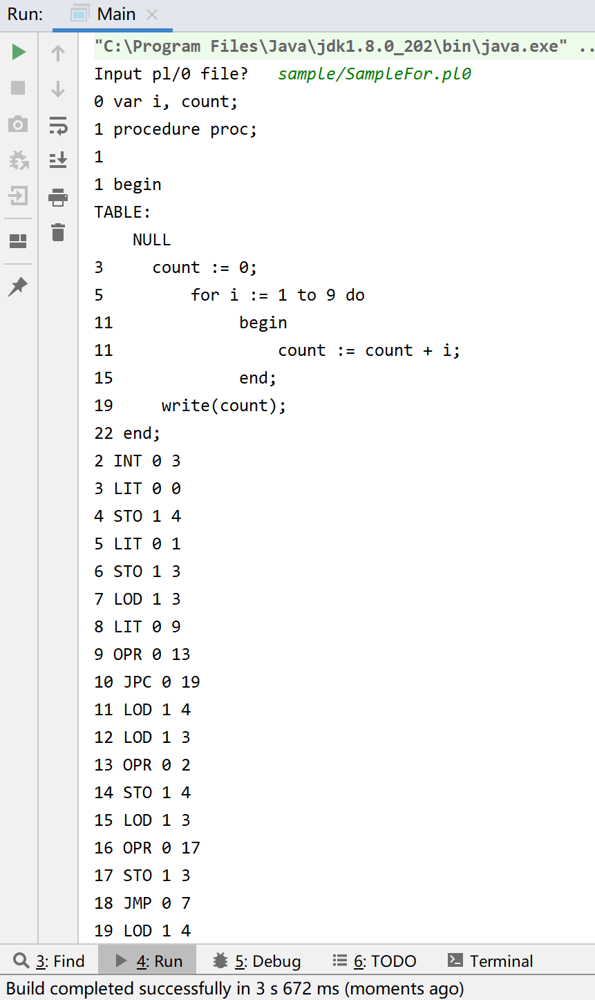 Run: Main
"C:\Program Files\Java\jdk1.8.0_202\bin\java.exe" ..
Input pl/0 file? sample/SampleFor.pl0
0 var i, count;
1 procedure proc;
1
1 begin
TABLE:
    NULL
3     count := 0;
5         for i := 1 to 9 do
11             begin
11                 count := count + i;
15             end;
19     write(count);
22 end;
2 INT 0 3
3 LIT 0 0
4 STO 1 4
5 LIT 0 1
6 STO 1 3
7 LOD 1 3
8 LIT 0 9
9 OPR 0 13
10 JPC 0 19
11 LOD 1 4
12 LOD 1 3
13 OPR 0 2
14 STO 1 4
15 LOD 1 3
16 OPR 0 17
17 STO 1 3
18 JMP 0 7
19 LOD 1 4
3: Find 4: Run 5: Debug 6: TODO Terminal
Build completed successfully in 3 s 672 ms (moments ago)